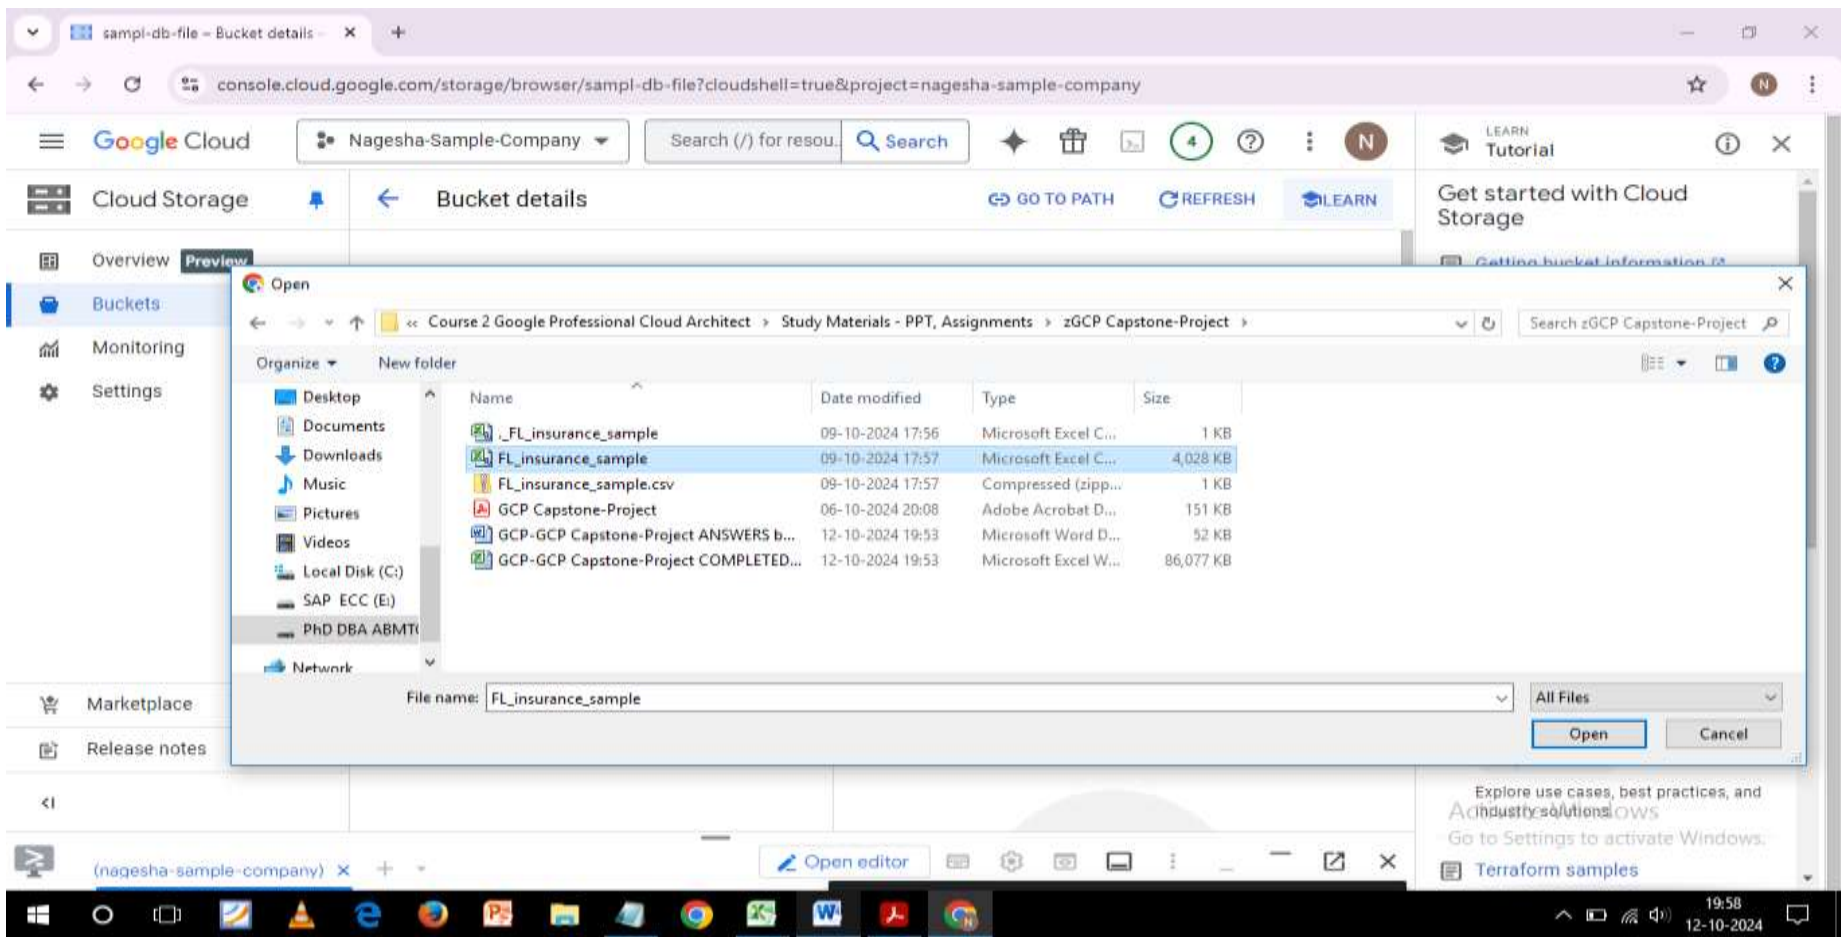 sampl-db-file – Bucket details –
console.cloud.google.com/storage/browser/sampl-db-file?cloudshell=true&project=nagesha-sample-company
N
Google Cloud
Nagesha-Sample-Company
Search (/) for resou..
Search
4
N
LEARN
Tutorial
Cloud Storage
Bucket details
GO TO PATH
REFRESH
LEARN
Get started with Cloud
Storage
Overview Preview
Getting bucket information
Buckets
Monitoring
Settings
Open
« Course 2 Google Professional Cloud Architect › Study Materials - PPT, Assignments › zGCP Capstone-Project ›
Search zGCP Capstone-Project
Organize
New folder
Desktop
Documents
Downloads
Music
Pictures
Videos
Local Disk (C:)
SAP ECC (E:)
PhD DBA ABMT
Network
Name Date modified Type Size
._FL_insurance_sample 09-10-2024 17:56 Microsoft Excel C... 1 KB
FL_insurance_sample 09-10-2024 17:57 Microsoft Excel C... 4,028 KB
FL_insurance_sample.csv 09-10-2024 17:57 Compressed (zipp... 1 KB
GCP Capstone-Project 06-10-2024 20:08 Adobe Acrobat D... 151 KB
GCP-GCP Capstone-Project ANSWERS b... 12-10-2024 19:53 Microsoft Word D... 52 KB
GCP-GCP Capstone-Project COMPLETED... 12-10-2024 19:53 Microsoft Excel W... 86,077 KB
File name: FL_insurance_sample
All Files
Open
Cancel
Marketplace
Release notes
Explore use cases, best practices, and
industry solutions
Activate Windows
Go to Settings to activate Windows.
Terraform samples
(nagesha-sample-company)
Open editor
19:58
12-10-2024